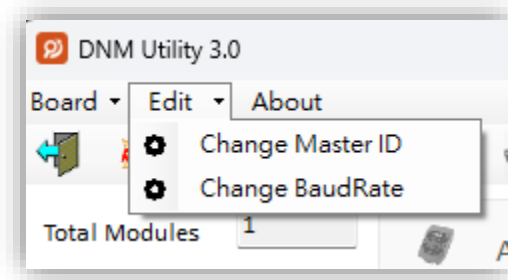 DNM Utility 3.0
Board Edit About
Change Master ID
Change BaudRate
Total Modules 1
A